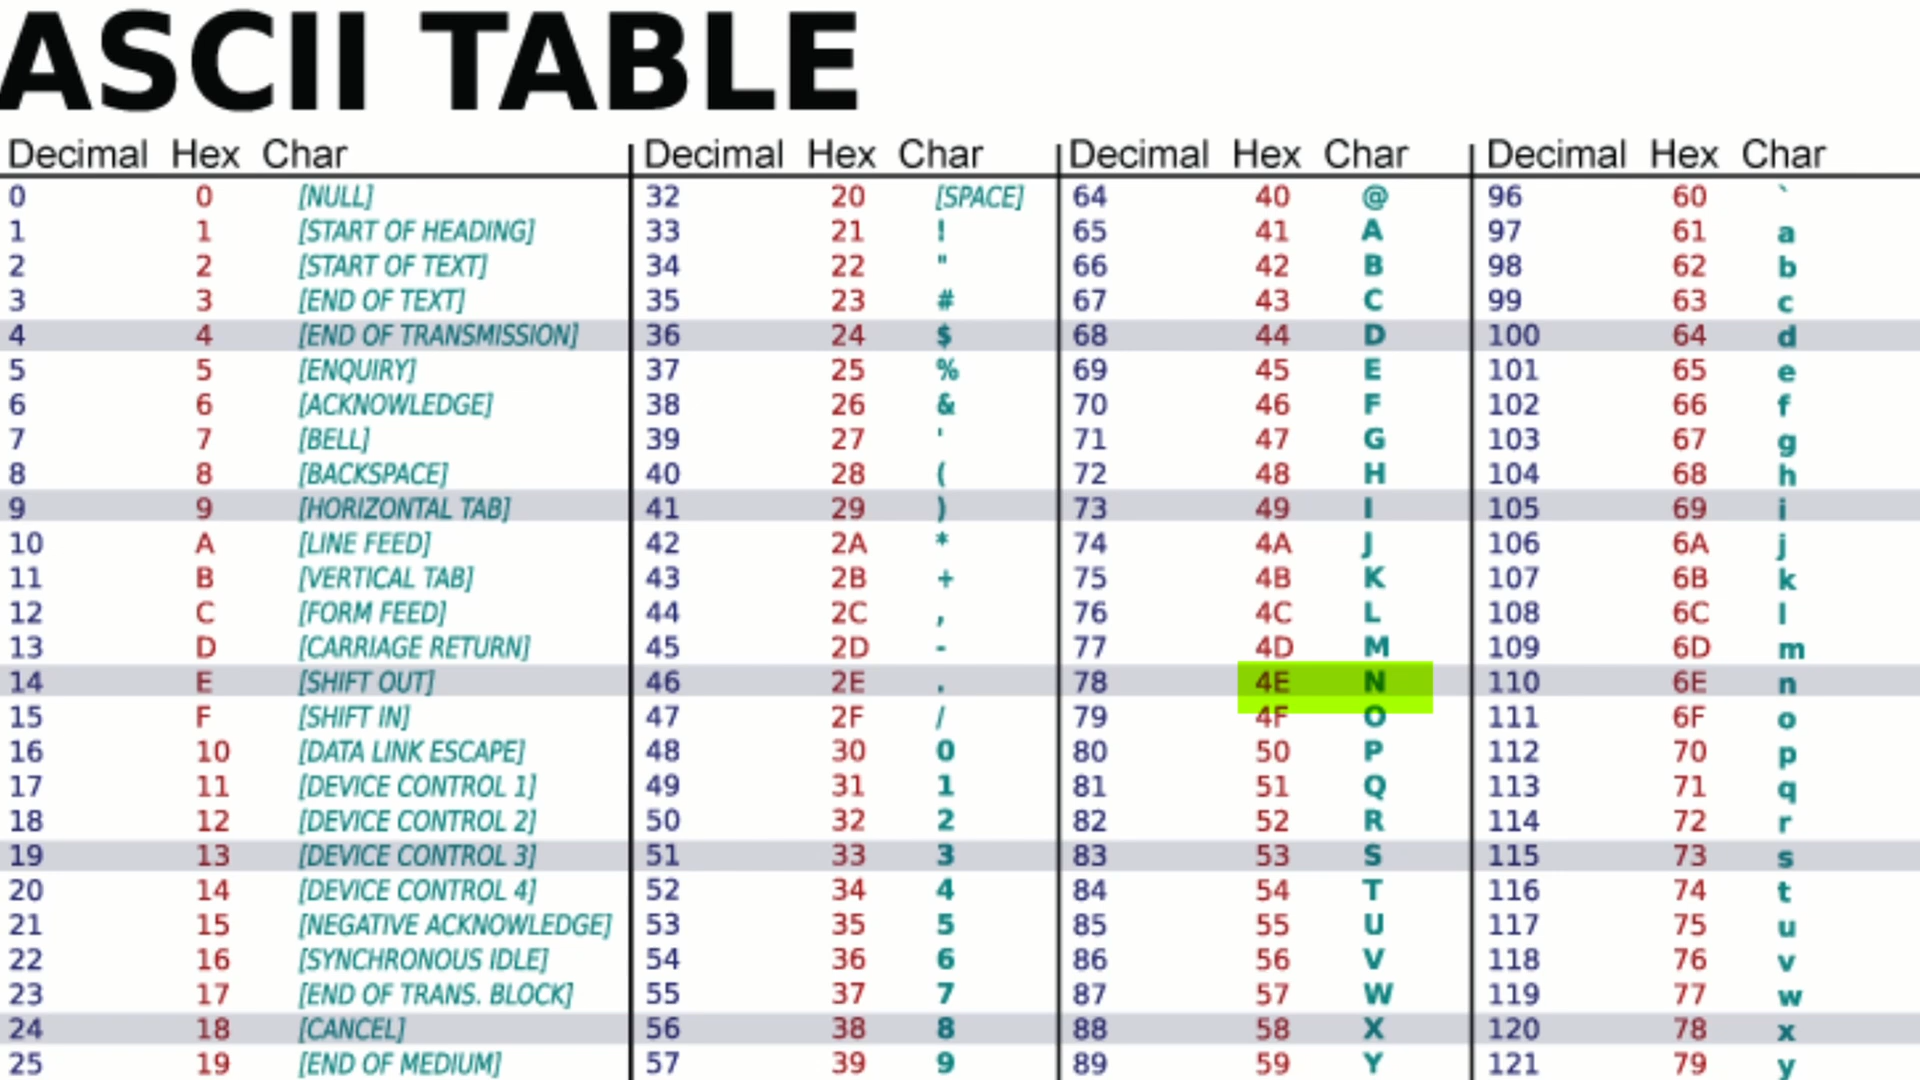 ASCII TABLE
Decimal Hex Char Decimal Hex Char Decimal Hex Char Decimal Hex Char
0 0 [NULL] 32 20 [SPACE] 64 40 @ 96 60 `
1 1 [START OF HEADING] 33 21 ! 65 41 A 97 61 a
2 2 [START OF TEXT] 34 22 " 66 42 B 98 62 b
3 3 [END OF TEXT] 35 23 # 67 43 C 99 63 c
4 4 [END OF TRANSMISSION] 36 24 $ 68 44 D 100 64 d
5 5 [ENQUIRY] 37 25 % 69 45 E 101 65 e
6 6 [ACKNOWLEDGE] 38 26 & 70 46 F 102 66 f
7 7 [BELL] 39 27 ' 71 47 G 103 67 g
8 8 [BACKSPACE] 40 28 ( 72 48 H 104 68 h
9 9 [HORIZONTAL TAB] 41 29 ) 73 49 I 105 69 i
10 A [LINE FEED] 42 2A * 74 4A J 106 6A j
11 B [VERTICAL TAB] 43 2B + 75 4B K 107 6B k
12 C [FORM FEED] 44 2C , 76 4C L 108 6C l
13 D [CARRIAGE RETURN] 45 2D - 77 4D M 109 6D m
14 E [SHIFT OUT] 46 2E . 78 4E N 110 6E n
15 F [SHIFT IN] 47 2F / 79 4F O 111 6F o
16 10 [DATA LINK ESCAPE] 48 30 0 80 50 P 112 70 p
17 11 [DEVICE CONTROL 1] 49 31 1 81 51 Q 113 71 q
18 12 [DEVICE CONTROL 2] 50 32 2 82 52 R 114 72 r
19 13 [DEVICE CONTROL 3] 51 33 3 83 53 S 115 73 s
20 14 [DEVICE CONTROL 4] 52 34 4 84 54 T 116 74 t
21 15 [NEGATIVE ACKNOWLEDGE] 53 35 5 85 55 U 117 75 u
22 16 [SYNCHRONOUS IDLE] 54 36 6 86 56 V 118 76 v
23 17 [END OF TRANS. BLOCK] 55 37 7 87 57 W 119 77 w
24 18 [CANCEL] 56 38 8 88 58 X 120 78 x
25 19 [END OF MEDIUM] 57 39 9 89 59 Y 121 79 y